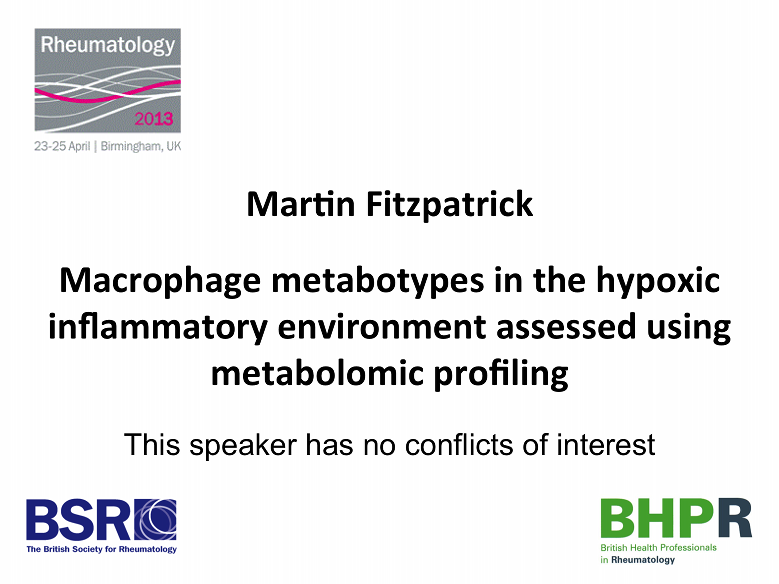 Rheumatology
2013
23-25 April | Birmingham, UK
Martin Fitzpatrick
Macrophage metabotypes in the hypoxic
inflammatory environment assessed using
metabolomic profiling
This speaker has no conflicts of interest
BSR
The British Society for Rheumatology
BHPR
British Health Professionals
in Rheumatology